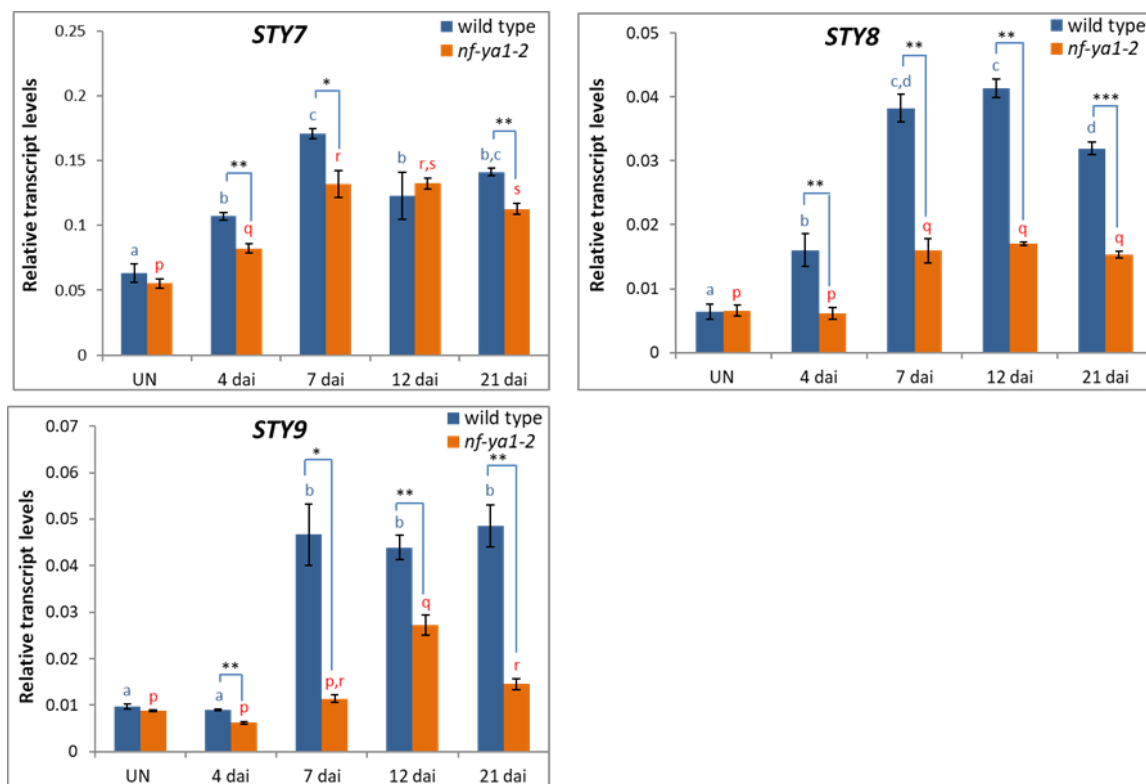 STY7
wild type
nf-ya1-2
Relative transcript levels
0.25
0.2
0.15
0.1
0.05
0
a
p
b
**
q
c
*
r
b
r,s
b,c
**
s
UN 4 dai 7 dai 12 dai 21 dai
STY8
wild type
nf-ya1-2
Relative transcript levels
0.05
0.04
0.03
0.02
0.01
0
a
p
b
**
p
c,d
**
q
c
**
q
d
***
q
UN 4 dai 7 dai 12 dai 21 dai
STY9
wild type
nf-ya1-2
Relative transcript levels
0.07
0.06
0.05
0.04
0.03
0.02
0.01
0
a
p
a
**
p
b
*
p,r
b
**
q
b
**
r
UN 4 dai 7 dai 12 dai 21 dai